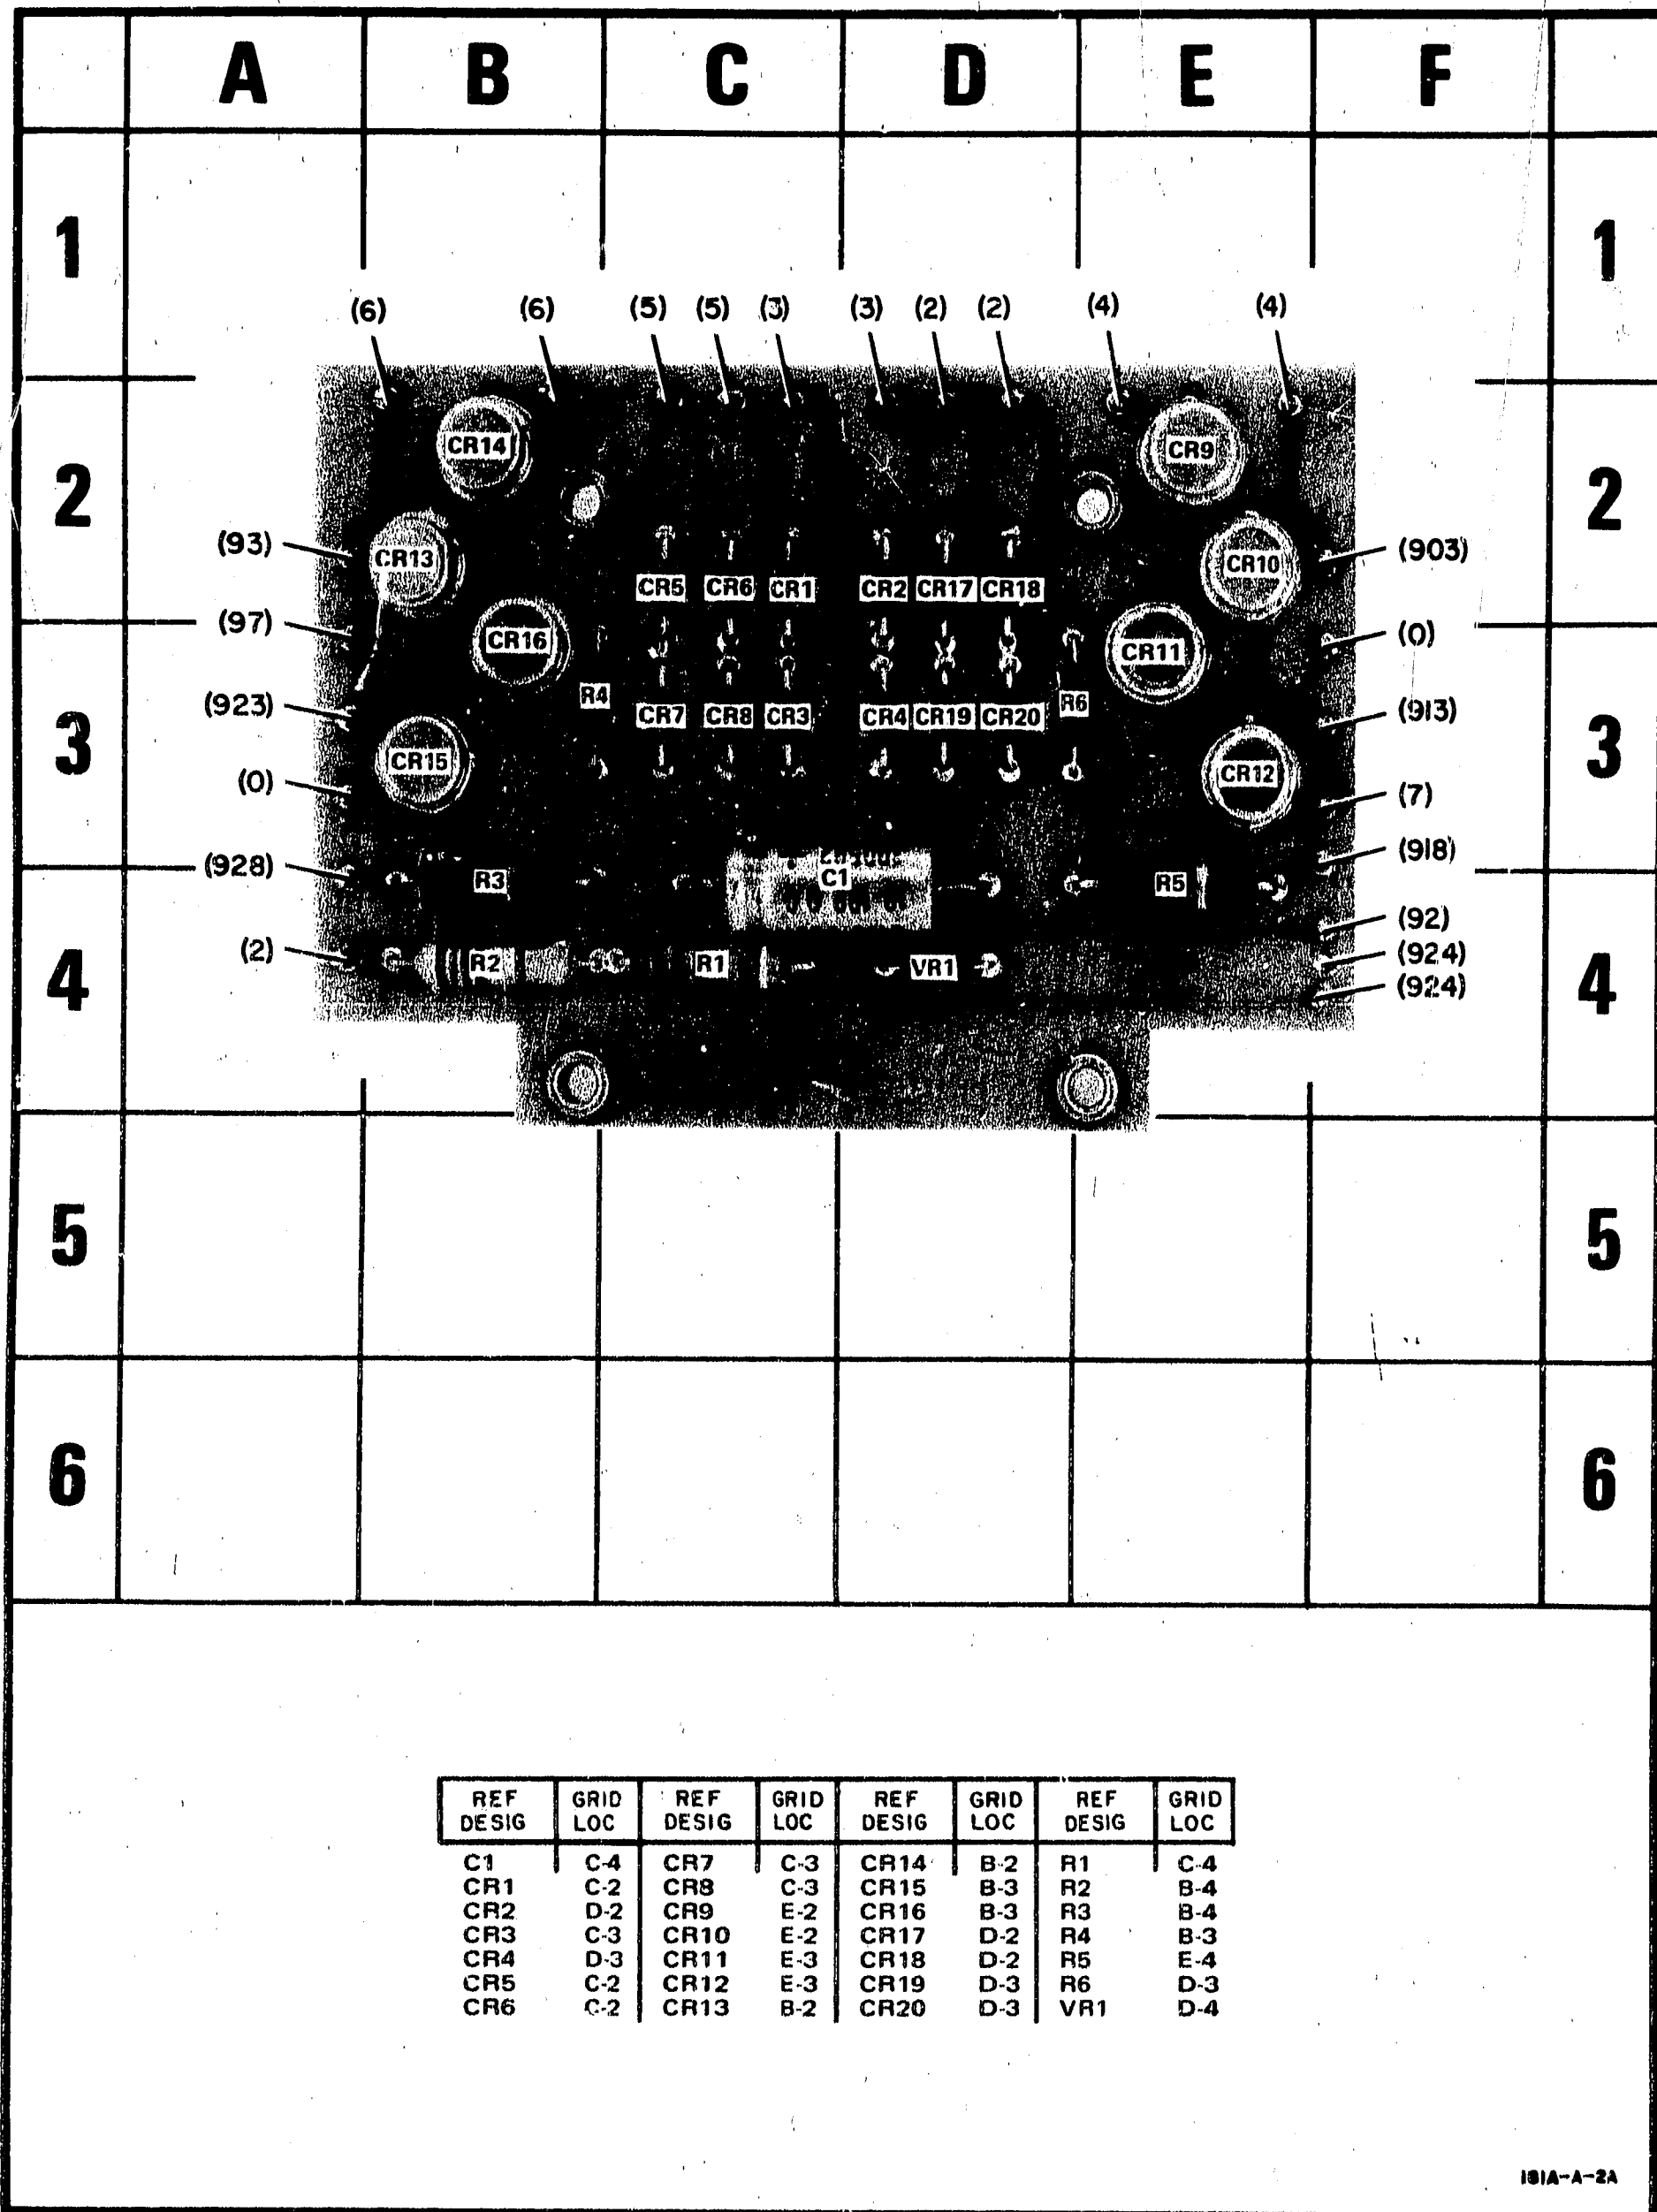 A B C D E F
1 1
(6) (6) (5) (5) (3) (3) (2) (2) (4) (4)
CR14 CR9
2 2
(93) CR13 CR10 (903)
CR5 CR6 CR1 CR2 CR17 CR18
(97) CR16 CR11 (0)
R4 R6
(923) CR7 CR8 CR3 CR4 CR19 CR20 (913)
3 3
CR15 CR12
(0) (7)
(928) R3 C1 R5 (918)
(92)
(2) R2 R1 VR1 (924)
4 4
(924)
5 5
6 6
REF DESIG GRID LOC REF DESIG GRID LOC REF DESIG GRID LOC REF DESIG GRID LOC
C1 C-4 CR7 C-3 CR14 B-2 R1 C-4
CR1 C-2 CR8 C-3 CR15 B-3 R2 B-4
CR2 D-2 CR9 E-2 CR16 B-3 R3 B-4
CR3 C-3 CR10 E-2 CR17 D-2 R4 B-3
CR4 D-3 CR11 E-3 CR18 D-2 R5 E-4
CR5 C-2 CR12 E-3 CR19 D-3 R6 D-3
CR6 C-2 CR13 B-2 CR20 D-3 VR1 D-4
181A-A-2A